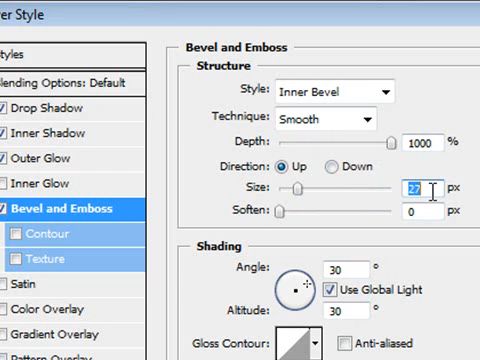 er Style
tyles
lending Options: Default
Drop Shadow
Inner Shadow
Outer Glow
Inner Glow
Bevel and Emboss
Contour
Texture
Satin
Color Overlay
Gradient Overlay
Pattern Overlay
Bevel and Emboss
Structure
Style: Inner Bevel
Technique: Smooth
Depth: 1000 %
Direction: Up Down
Size: 27 px
Soften: 0 px
Shading
Angle: 30 °
Use Global Light
Altitude: 30 °
Gloss Contour: Anti-aliased